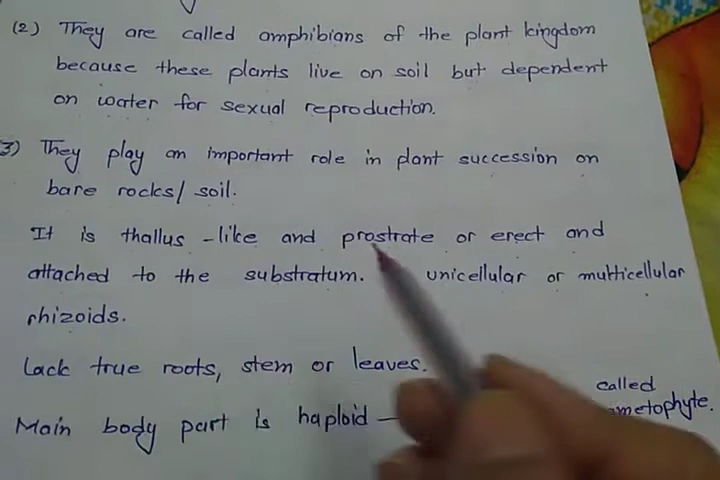 (2) They are called amphibians of the plant kingdom
because these plants live on soil but dependent
on water for sexual reproduction.
3) They play an important role in plant succession on
bare rocks/ soil.
It is thallus -like and prostrate or erect and
attached to the substratum. unicellular or multicellular
rhizoids.
Lack true roots, stem or leaves.
called
Main body part is haploid —